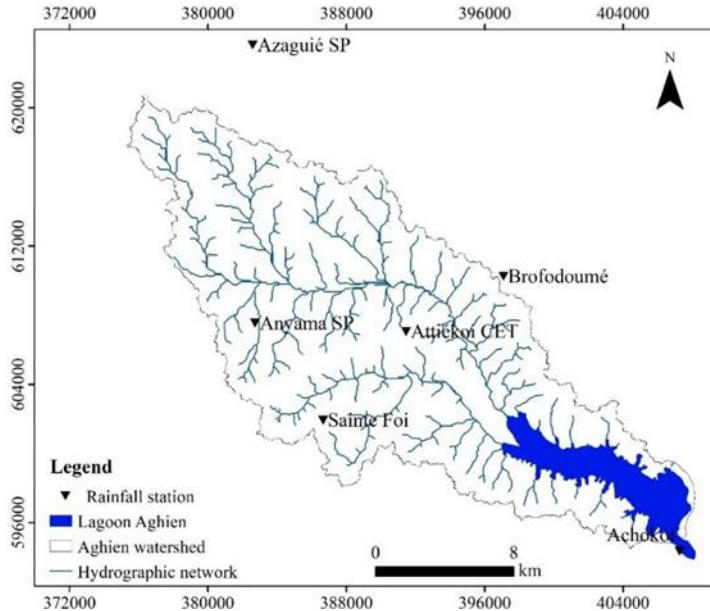 372000 380000 388000 396000 404000
Azaguié SP
N
620000
612000
Brofodoumé
Anyama SP
Attiekoi CET
604000
Sainte Foi
Legend
Rainfall station
Lagoon Aghien
Aghien watershed
Hydrographic network
596000
Achokoi
0 8
km
372000 380000 388000 396000 404000